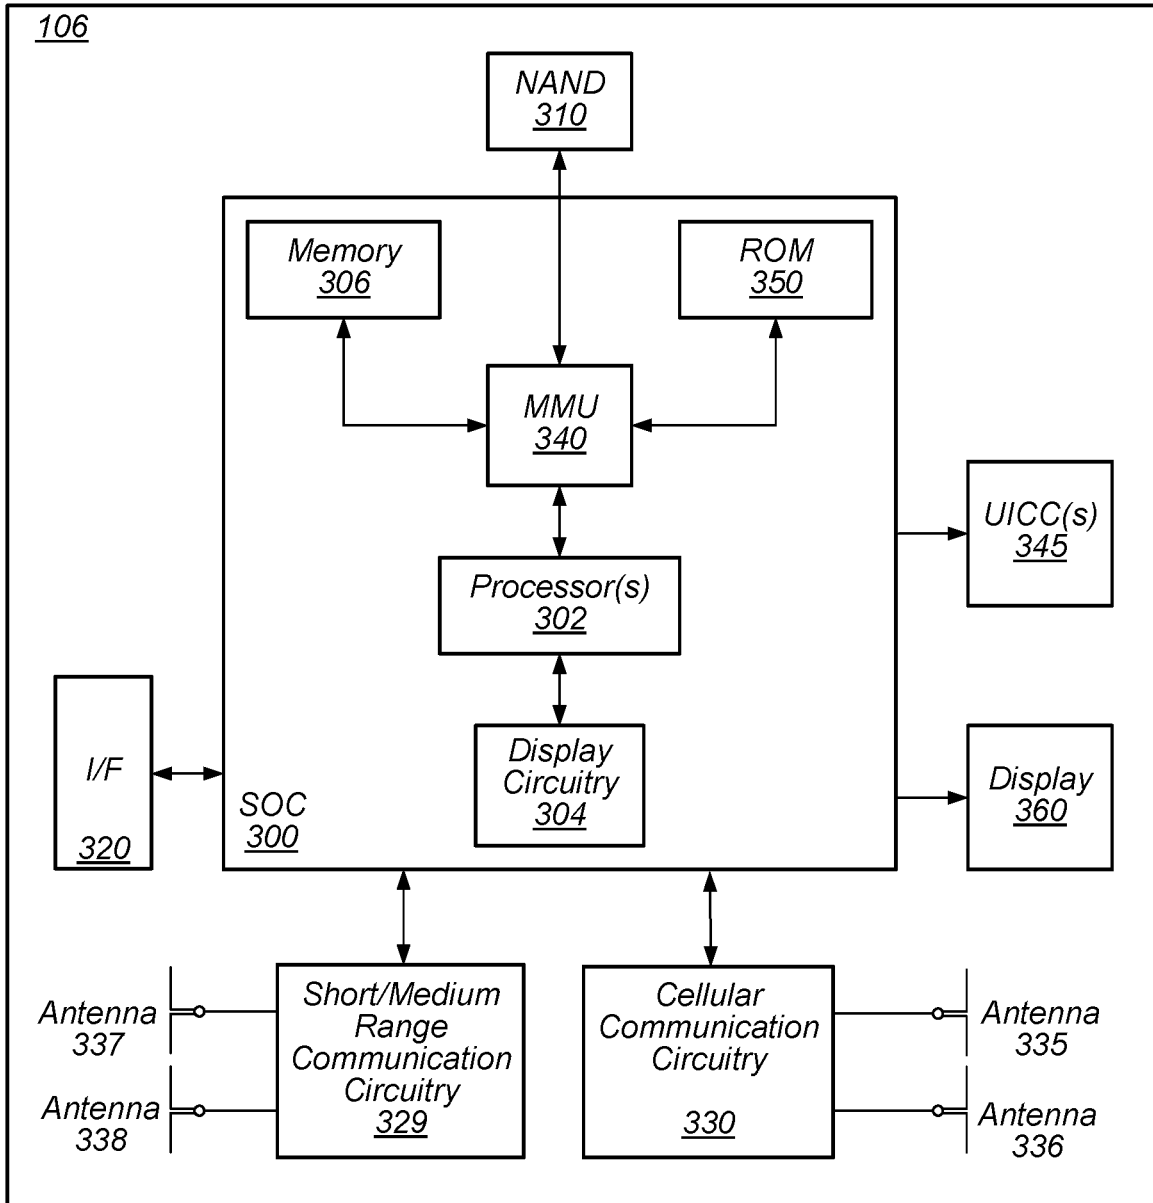 106
NAND
310
Memory
306
ROM
350
MMU
340
UICC(s)
345
Processor(s)
302
I/F
320
Display
Circuitry
304
SOC
300
Display
360
Short/Medium
Range
Communication
Circuitry
329
Cellular
Communication
Circuitry
330
Antenna
337
Antenna
338
Antenna
335
Antenna
336